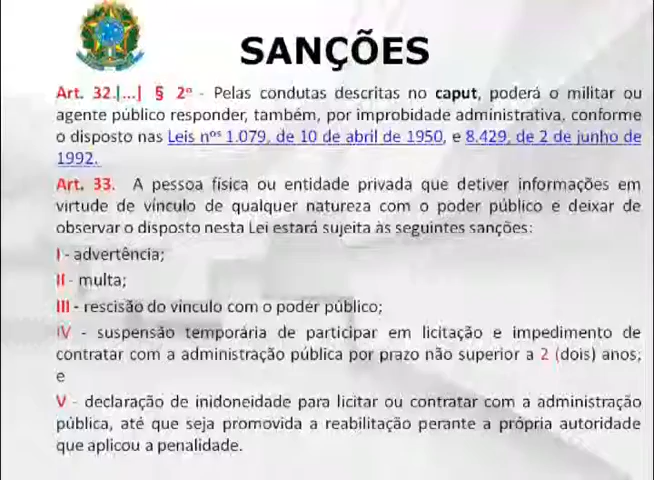 SANÇÕES
Art. 32.[...] § 2º - Pelas condutas descritas no caput, poderá o militar ou
agente público responder, também, por improbidade administrativa, conforme
o disposto nas Leis nºs 1.079, de 10 de abril de 1950, e 8.429, de 2 de junho de
1992.
Art. 33. A pessoa física ou entidade privada que detiver informações em
virtude de vínculo de qualquer natureza com o poder público e deixar de
observar o disposto nesta Lei estará sujeita às seguintes sanções:
I - advertência;
II - multa;
III - rescisão do vínculo com o poder público;
IV - suspensão temporária de participar em licitação e impedimento de
contratar com a administração pública por prazo não superior a 2 (dois) anos;
e
V - declaração de inidoneidade para licitar ou contratar com a administração
pública, até que seja promovida a reabilitação perante a própria autoridade
que aplicou a penalidade.